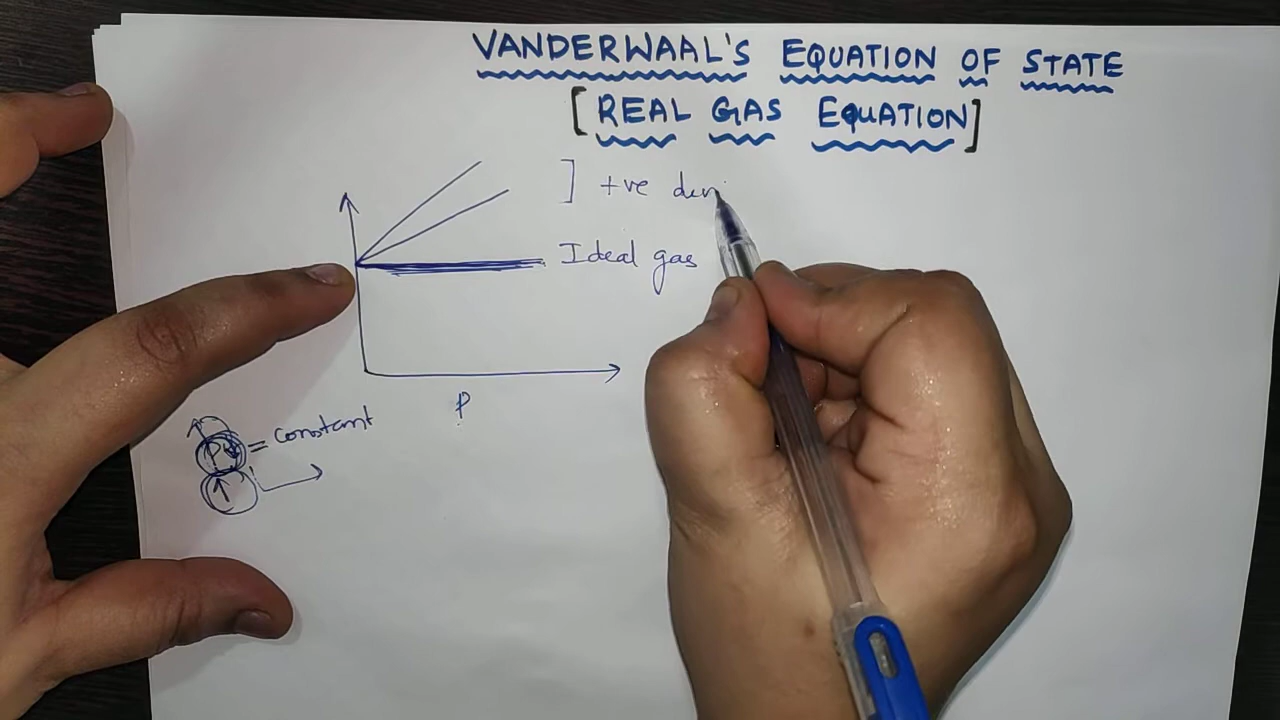 VANDERWAAL'S EQUATION OF STATE
[REAL GAS EQUATION]
] +ve
Ideal gas
P
= constant